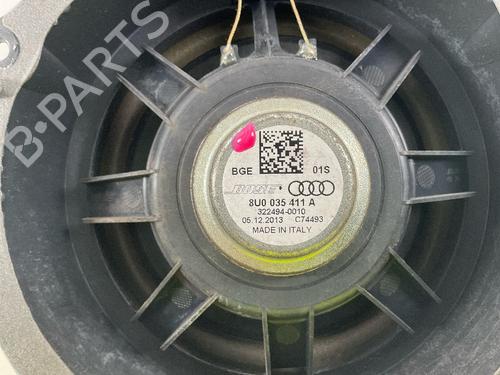 B-PARTS
BGE 01S
BOSE
8U0 035 411 A
322494-0010
05.12.2013 C74493
MADE IN ITALY